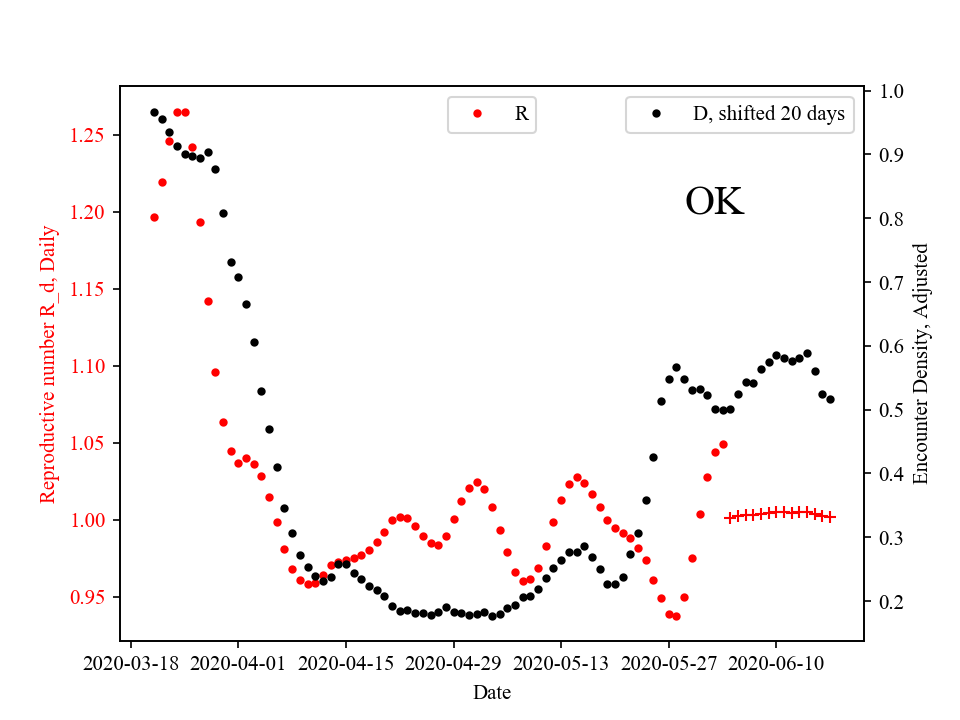 R
D, shifted 20 days
OK
Reproductive number R_d, Daily
1.25
1.20
1.15
1.10
1.05
1.00
0.95
1.0
0.9
0.8
0.7
0.6
0.5
0.4
0.3
0.2
Encounter Density, Adjusted
2020-03-18 2020-04-01 2020-04-15 2020-04-29 2020-05-13 2020-05-27 2020-06-10
Date